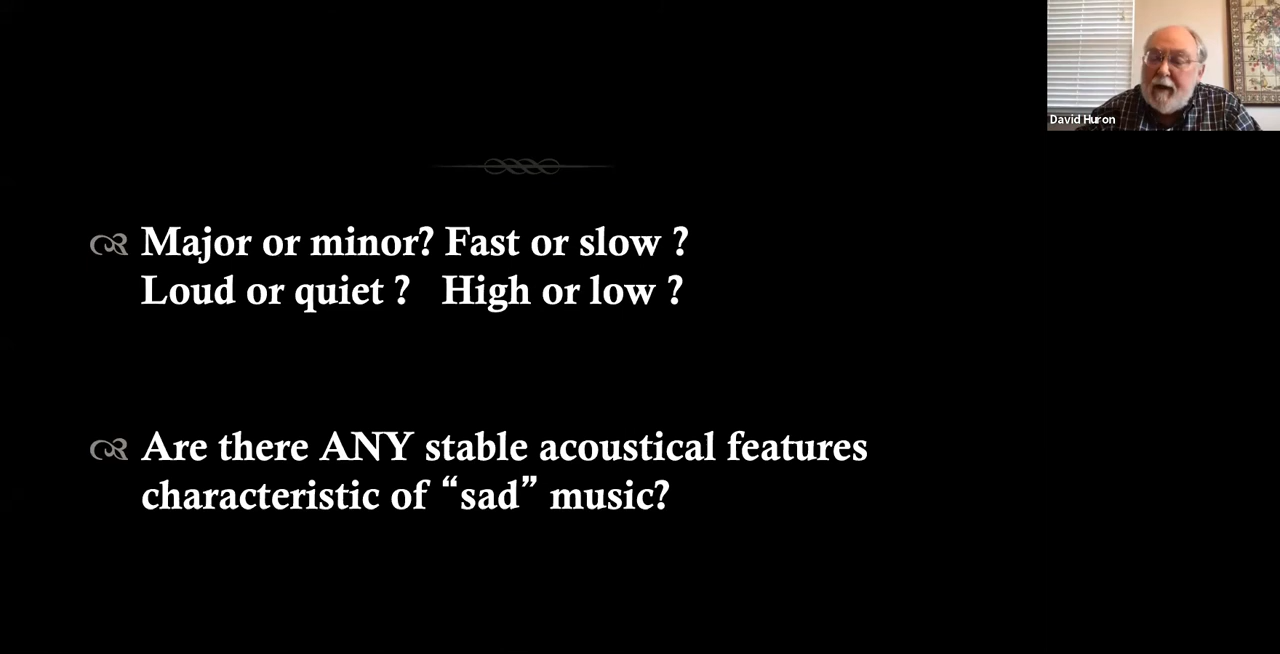 David Huron
Major or minor? Fast or slow ?
Loud or quiet ? High or low ?
Are there ANY stable acoustical features
characteristic of “sad” music?